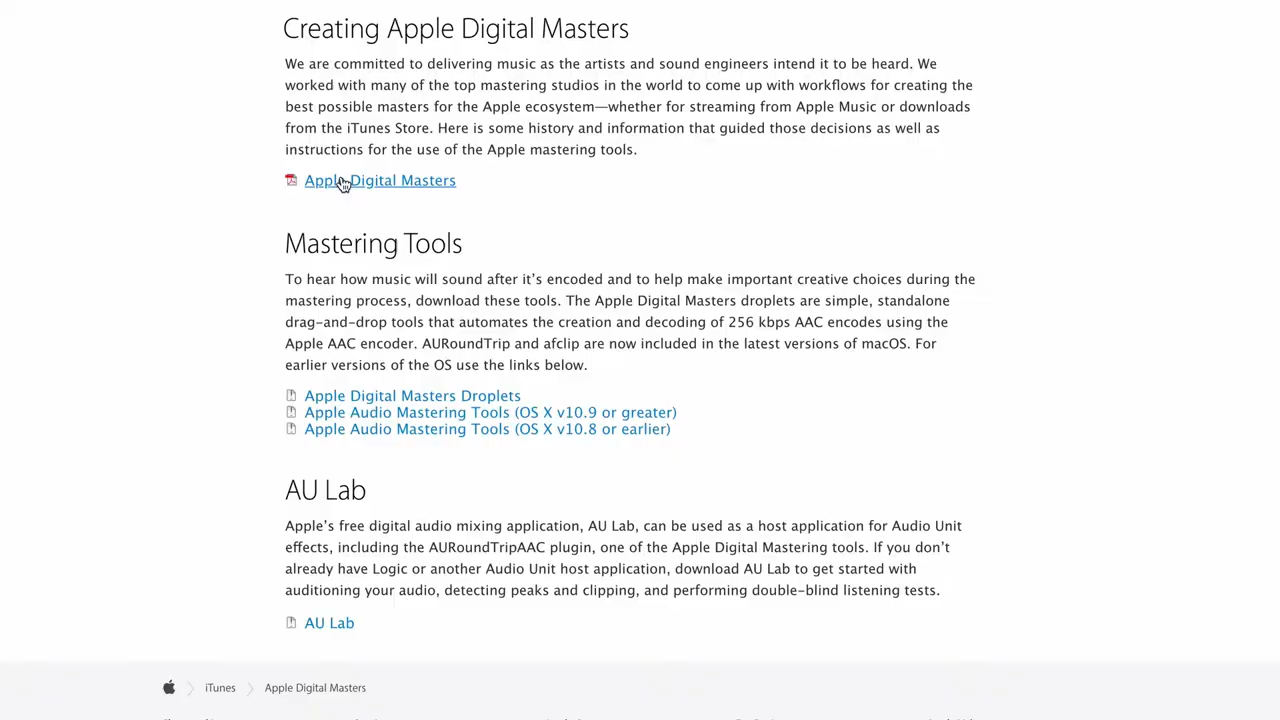 Creating Apple Digital Masters
We are committed to delivering music as the artists and sound engineers intend it to be heard. We
worked with many of the top mastering studios in the world to come up with workflows for creating the
best possible masters for the Apple ecosystem—whether for streaming from Apple Music or downloads
from the iTunes Store. Here is some history and information that guided those decisions as well as
instructions for the use of the Apple mastering tools.
Apple Digital Masters
Mastering Tools
To hear how music will sound after it’s encoded and to help make important creative choices during the
mastering process, download these tools. The Apple Digital Masters droplets are simple, standalone
drag-and-drop tools that automates the creation and decoding of 256 kbps AAC encodes using the
Apple AAC encoder. AURoundTrip and afclip are now included in the latest versions of macOS. For
earlier versions of the OS use the links below.
Apple Digital Masters Droplets
Apple Audio Mastering Tools (OS X v10.9 or greater)
Apple Audio Mastering Tools (OS X v10.8 or earlier)
AU Lab
Apple’s free digital audio mixing application, AU Lab, can be used as a host application for Audio Unit
effects, including the AURoundTripAAC plugin, one of the Apple Digital Mastering tools. If you don’t
already have Logic or another Audio Unit host application, download AU Lab to get started with
auditioning your audio, detecting peaks and clipping, and performing double-blind listening tests.
AU Lab
iTunes Apple Digital Masters